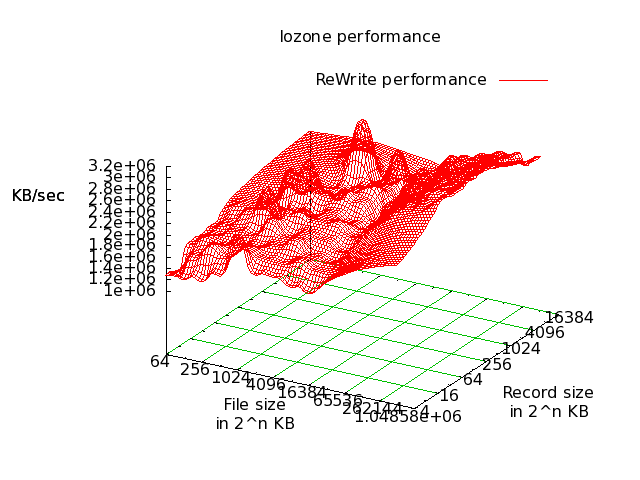 Iozone performance
ReWrite performance
3.2e+06
3e+06
2.8e+06
2.6e+06
2.4e+06
2.2e+06
2e+06
1.8e+06
1.6e+06
1.4e+06
1.2e+06
1e+06
KB/sec
64
256
1024
4096
16384
65536
262144
1.04858e+06
File size
in 2^n KB
4
16
64
256
1024
4096
16384
Record size
in 2^n KB